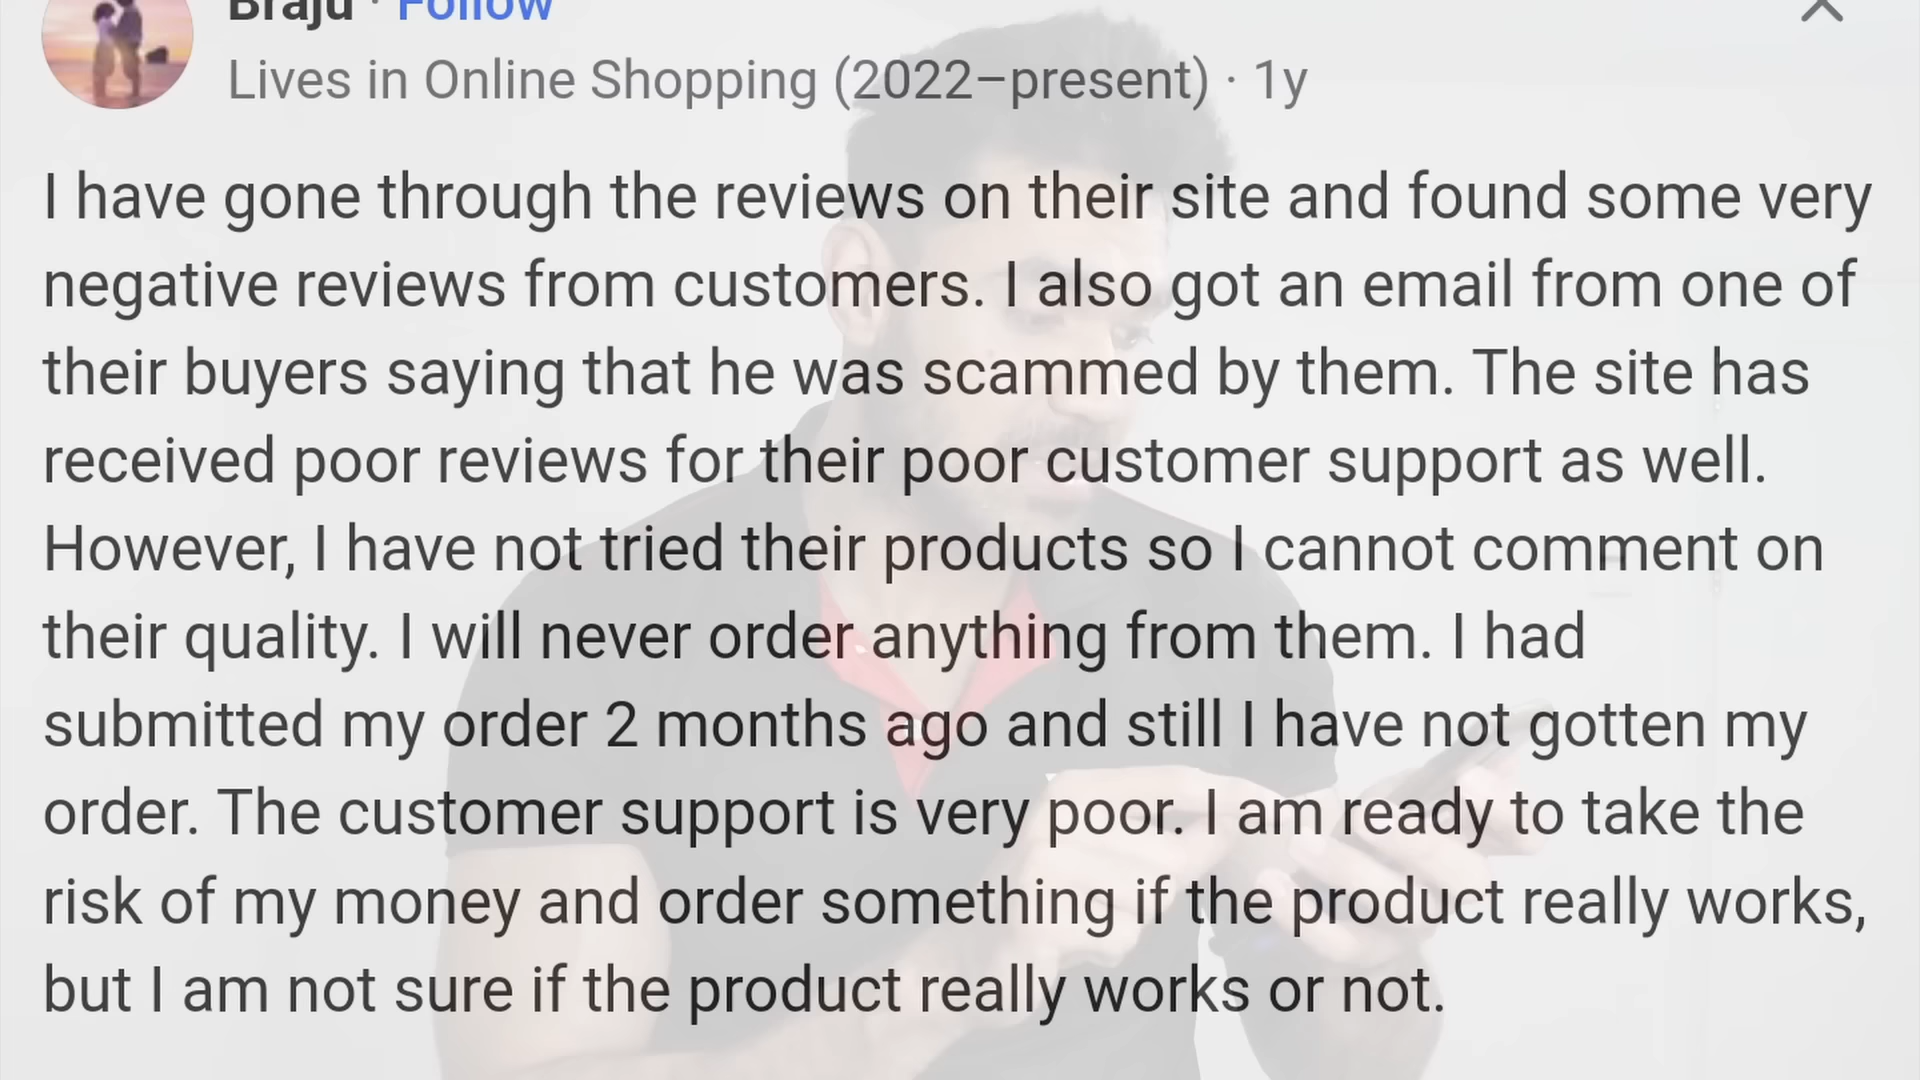 Braju · Follow
Lives in Online Shopping (2022–present) · 1y
I have gone through the reviews on their site and found some very
negative reviews from customers. I also got an email from one of
their buyers saying that he was scammed by them. The site has
received poor reviews for their poor customer support as well.
However, I have not tried their products so I cannot comment on
their quality. I will never order anything from them. I had
submitted my order 2 months ago and still I have not gotten my
order. The customer support is very poor. I am ready to take the
risk of my money and order something if the product really works,
but I am not sure if the product really works or not.